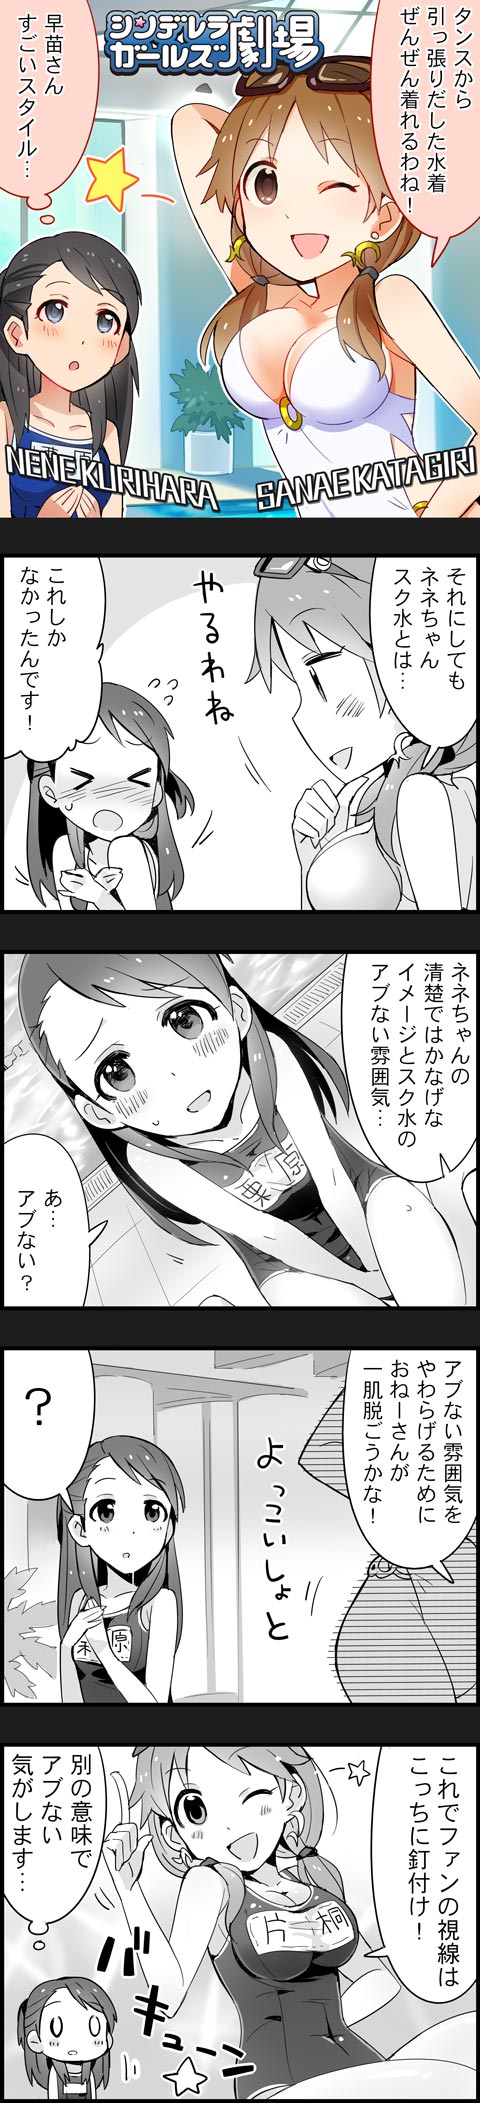 シンデレラ
ガールズ劇場
タンスから
引っ張りだした水着
ぜんぜん着れるわね！
早苗さん
すごいスタイル…
NENE KURIHARA
SANAE KATAGIRI
それにしても
ネネちゃん
スク水とは…
やるわね
これしか
なかったんです！
ネネちゃんの
清楚ではかなげな
イメージとスク水の
アブない雰囲気…
栗原
あ…
アブない？
アブない雰囲気を
やわらげるために
おねーさんが
一肌脱ごうかな！
よっこいしょと
？
栗原
これでファンの視線は
こっちに釘付け！
片桐
バキューン
別の意味で
アブない
気がします…